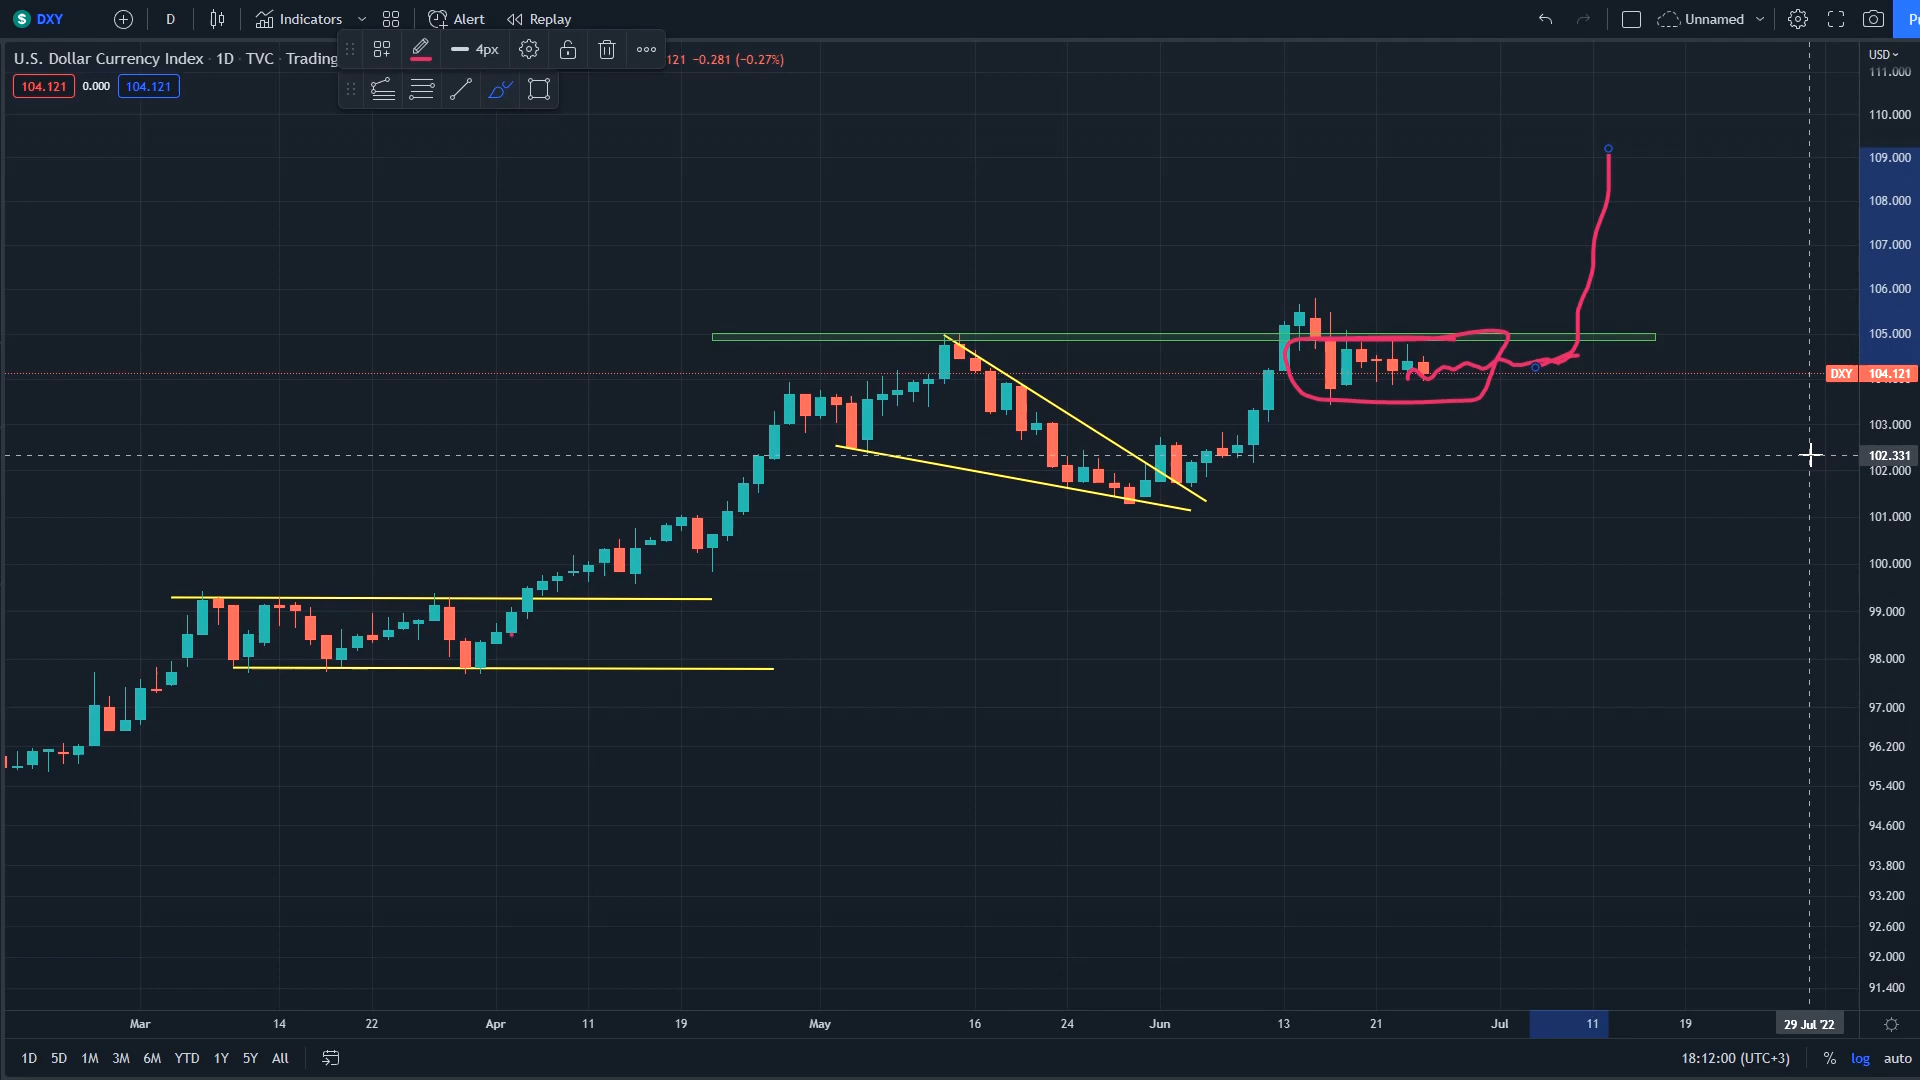 DXY
D
Indicators
Alert
Replay
Unnamed
4px
U.S. Dollar Currency Index · 1D · TVC · Trading
121 −0.281 (−0.27%)
104.121
0.000
104.121
USD
111.000
110.000
109.000
108.000
107.000
106.000
105.000
DXY 104.121
103.000
102.331
102.000
101.000
100.000
99.000
98.000
97.000
96.200
95.400
94.600
93.800
93.200
92.600
92.000
91.400
Mar 14 22 Apr 11 19 May 16 24 Jun 13 21 Jul 11 19 29 Jul '22
1D 5D 1M 3M 6M YTD 1Y 5Y All
18:12:00 (UTC+3) % log auto